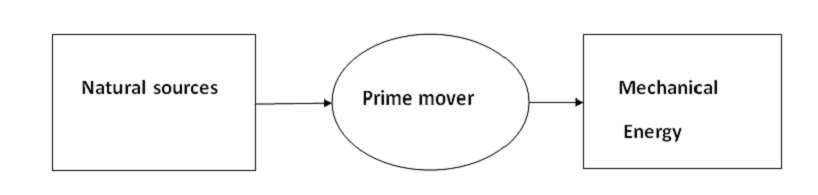 Natural sources
Prime mover
Mechanical
Energy